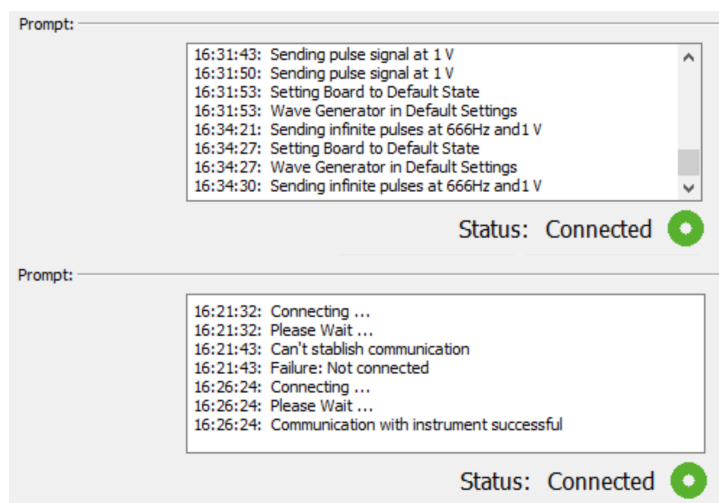 Prompt:
16:31:43: Sending pulse signal at 1 V
16:31:50: Sending pulse signal at 1 V
16:31:53: Setting Board to Default State
16:31:53: Wave Generator in Default Settings
16:34:21: Sending infinite pulses at 666Hz and1 V
16:34:27: Setting Board to Default State
16:34:27: Wave Generator in Default Settings
16:34:30: Sending infinite pulses at 666Hz and1 V
Status: Connected
Prompt:
16:21:32: Connecting ...
16:21:32: Please Wait ...
16:21:43: Can't stablish communication
16:21:43: Failure: Not connected
16:26:24: Connecting ...
16:26:24: Please Wait ...
16:26:24: Communication with instrument successful
Status: Connected